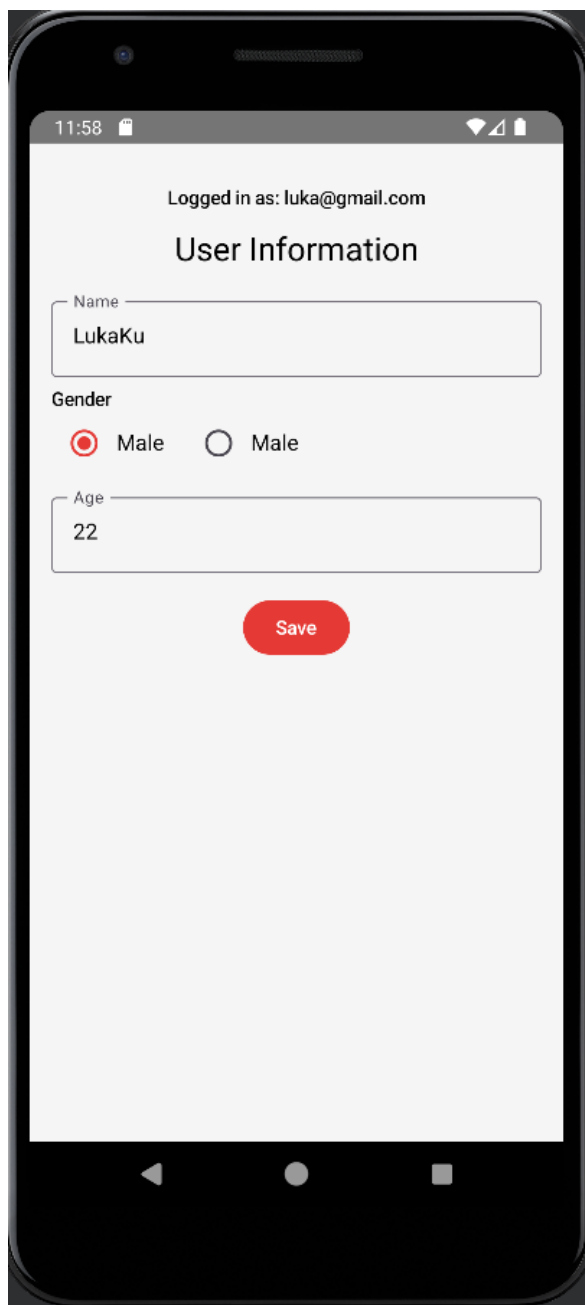 11:58
Logged in as: luka@gmail.com
User Information
Name
LukaKu
Gender
Male Male
Age
22
Save